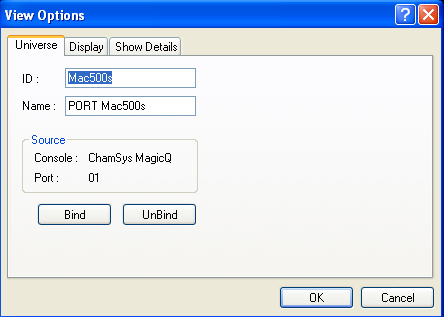 View Options
Universe Display Show Details
ID : Mac500s
Name : PORT Mac500s
Source
Console : ChamSys MagicQ
Port : 01
Bind UnBind
OK Cancel